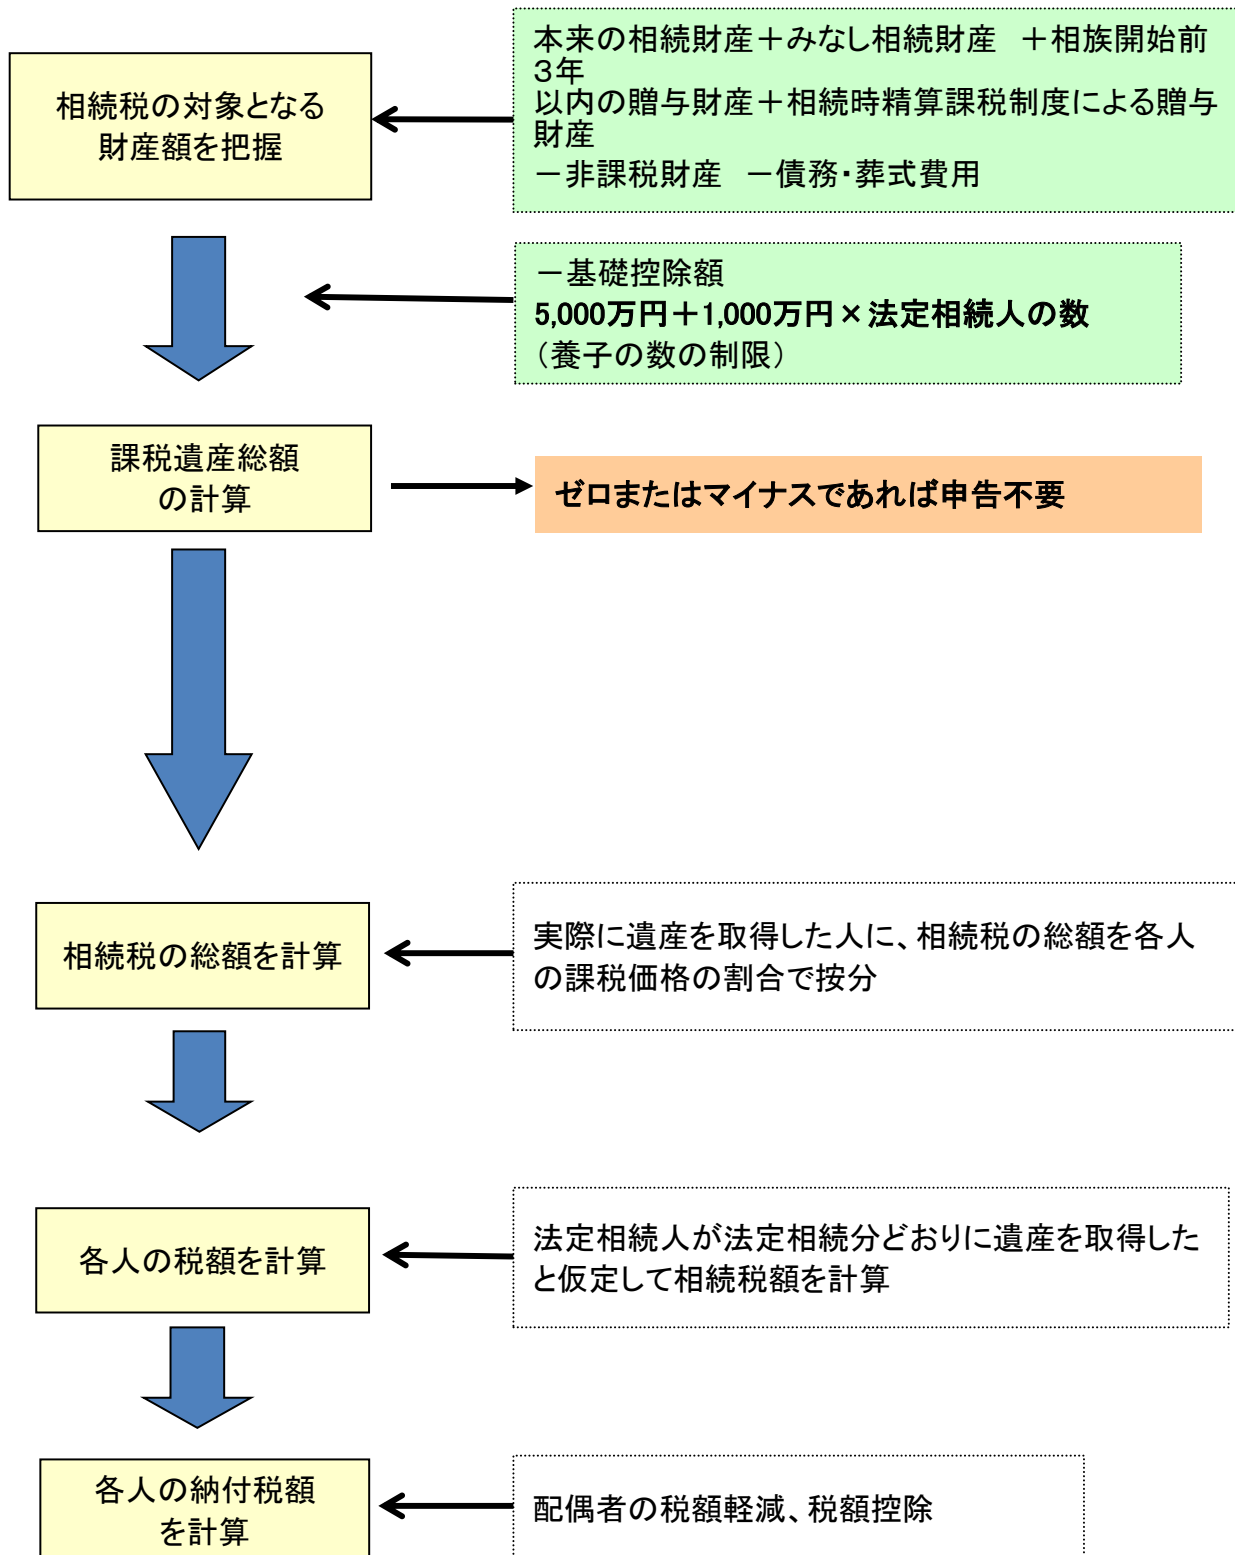 相続税の対象となる
財産額を把握
本来の相続財産＋みなし相続財産　＋相族開始前
３年
以内の贈与財産＋相続時精算課税制度による贈与
財産
－非課税財産　－債務・葬式費用
－基礎控除額
5,000万円＋1,000万円×法定相続人の数
（養子の数の制限）
課税遺産総額
の計算
ゼロまたはマイナスであれば申告不要
相続税の総額を計算
実際に遺産を取得した人に、相続税の総額を各人
の課税価格の割合で按分
各人の税額を計算
法定相続人が法定相続分どおりに遺産を取得した
と仮定して相続税額を計算
各人の納付税額
を計算
配偶者の税額軽減、税額控除